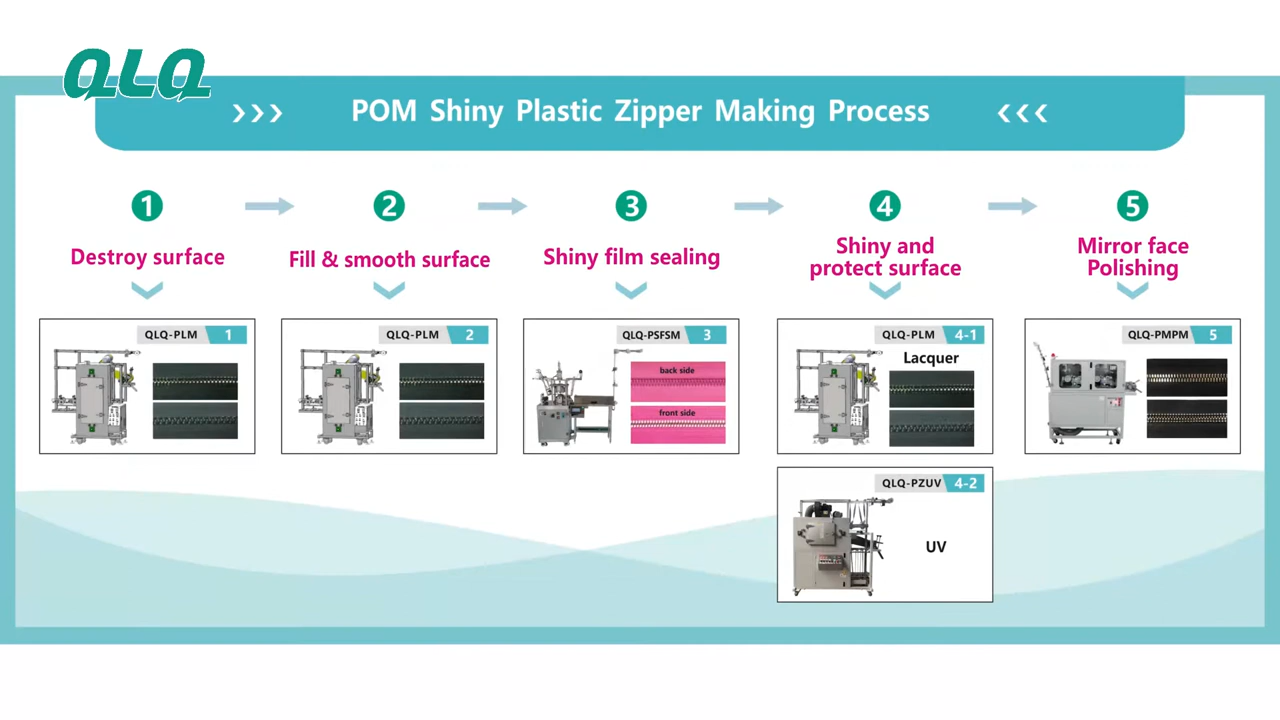 QLQ
POM Shiny Plastic Zipper Making Process
1
2
3
4
5
Destroy surface
Fill & smooth surface
Shiny film sealing
Shiny and
protect surface
Mirror face
Polishing
QLQ-PLM 1
QLQ-PLM 2
QLQ-PSFSM 3
back side
front side
QLQ-PLM 4-1
Lacquer
QLQ-PMPM 5
QLQ-PZUV 4-2
UV